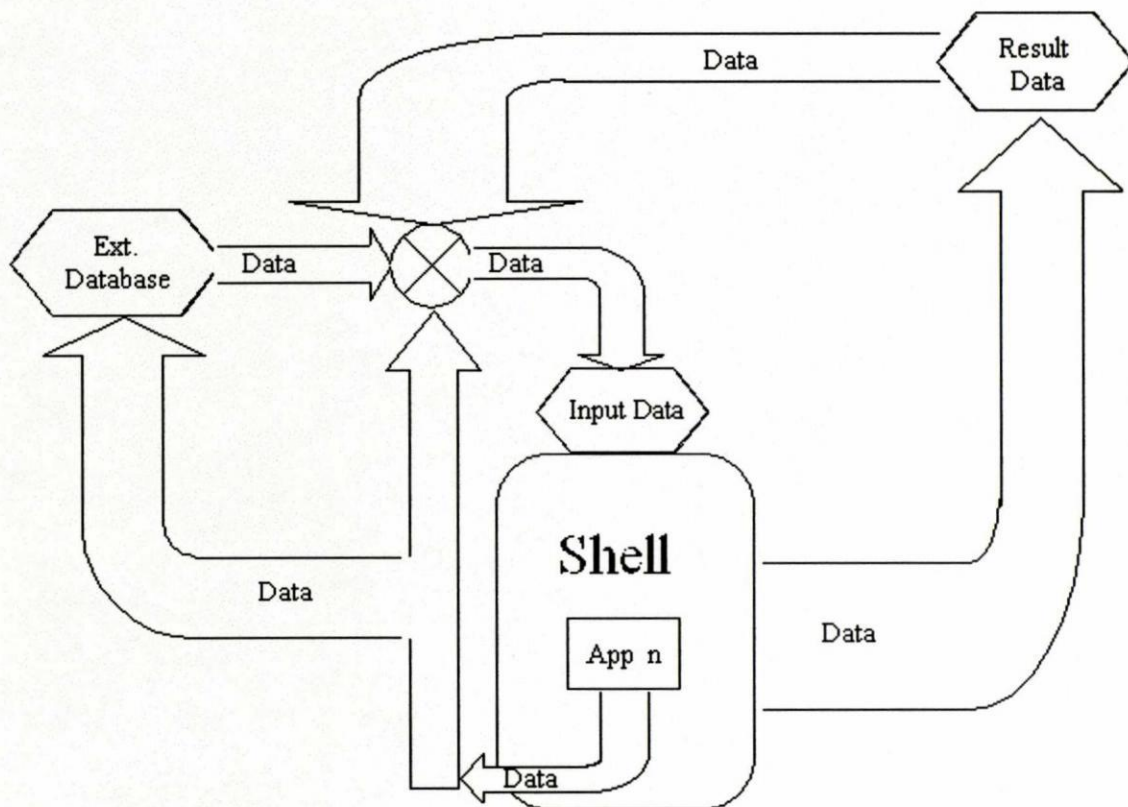 Data
Result
Data
Ext.
Database
Data
Data
Input Data
Shell
Data
App n
Data
Data